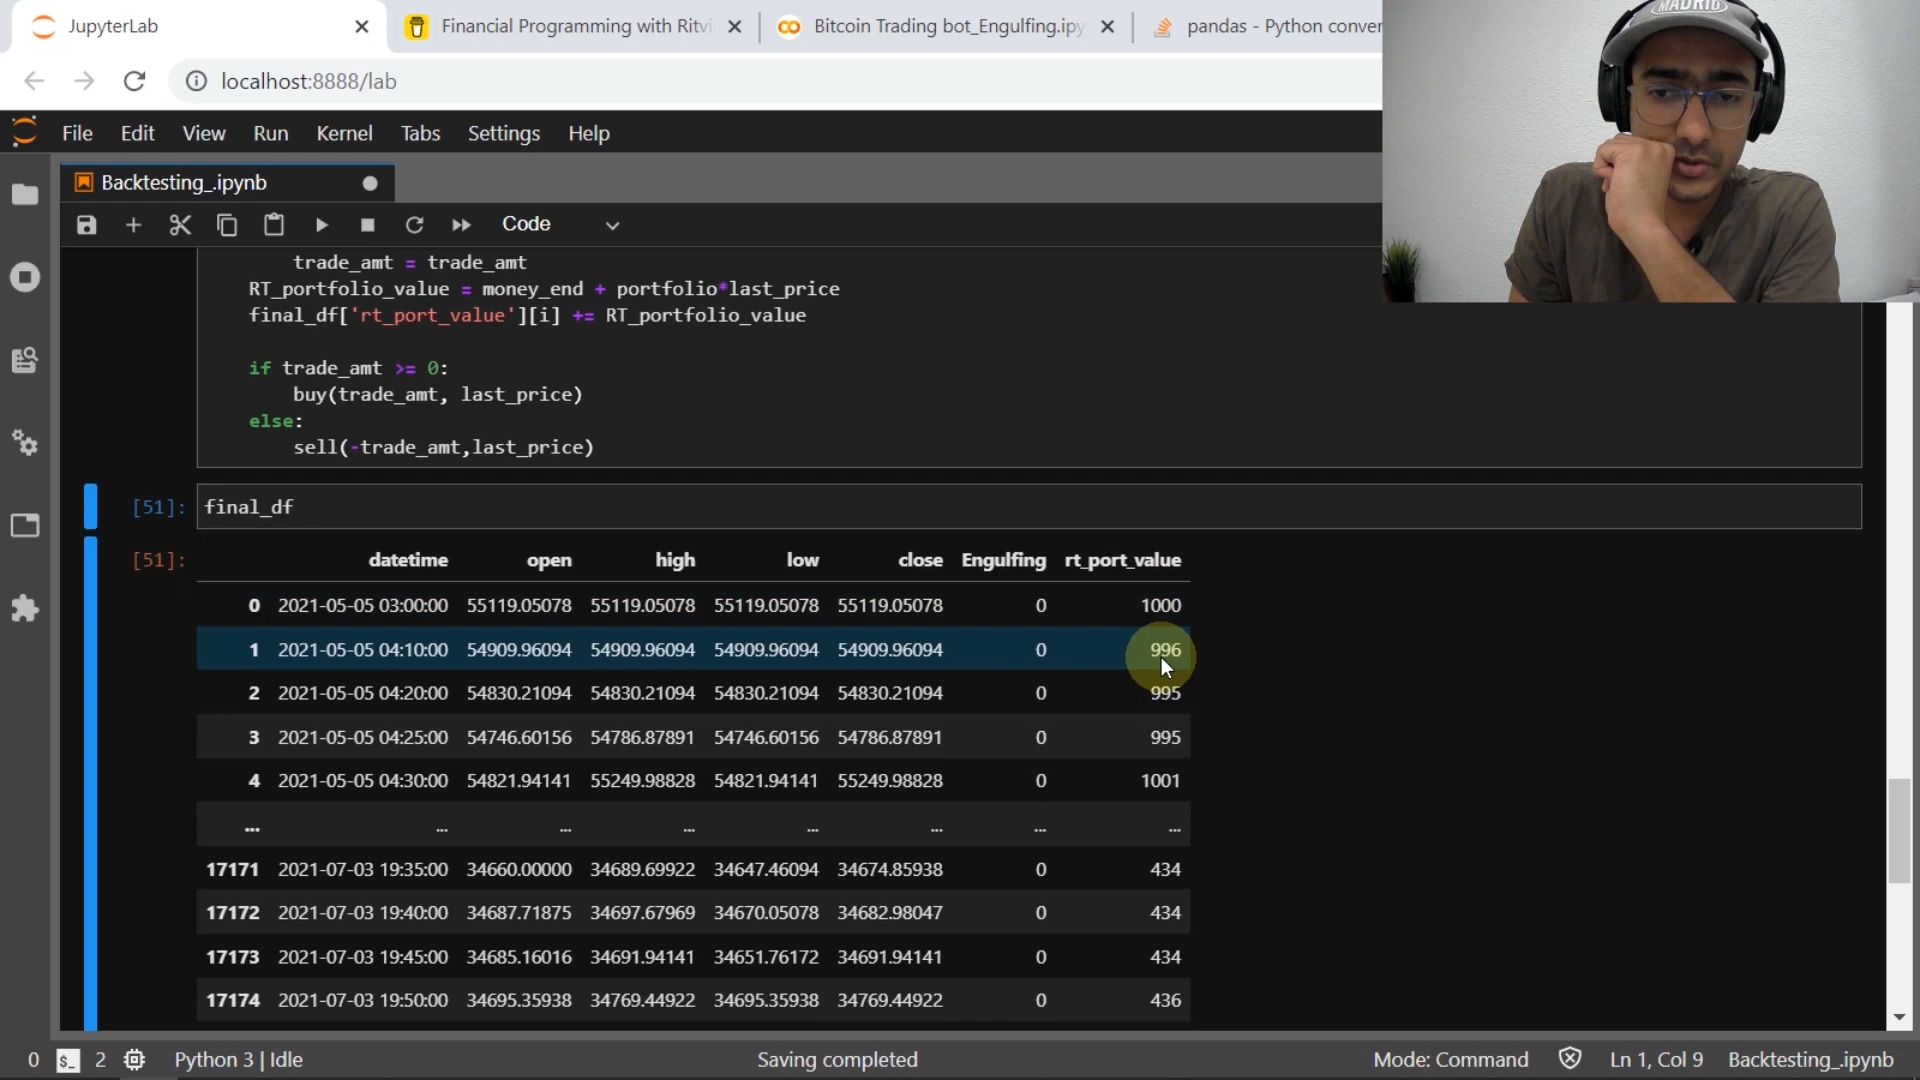 JupyterLab
Financial Programming with Ritvi
Bitcoin Trading bot_Engulfing.ipy
pandas - Python conver
localhost:8888/lab
MADRID
File Edit View Run Kernel Tabs Settings Help
Backtesting_.ipynb
Code
trade_amt = trade_amt
RT_portfolio_value = money_end + portfolio*last_price
final_df['rt_port_value'][i] += RT_portfolio_value
if trade_amt >= 0:
buy(trade_amt, last_price)
else:
sell(-trade_amt,last_price)
[51]: final_df
[51]: datetime open high low close Engulfing rt_port_value
0 2021-05-05 03:00:00 55119.05078 55119.05078 55119.05078 55119.05078 0 1000
1 2021-05-05 04:10:00 54909.96094 54909.96094 54909.96094 54909.96094 0 996
2 2021-05-05 04:20:00 54830.21094 54830.21094 54830.21094 54830.21094 0 995
3 2021-05-05 04:25:00 54746.60156 54786.87891 54746.60156 54786.87891 0 995
4 2021-05-05 04:30:00 54821.94141 55249.98828 54821.94141 55249.98828 0 1001
... ... ... ... ... ... ... ...
17171 2021-07-03 19:35:00 34660.00000 34689.69922 34647.46094 34674.85938 0 434
17172 2021-07-03 19:40:00 34687.71875 34697.67969 34670.05078 34682.98047 0 434
17173 2021-07-03 19:45:00 34685.16016 34691.94141 34651.76172 34691.94141 0 434
17174 2021-07-03 19:50:00 34695.35938 34769.44922 34695.35938 34769.44922 0 436
0 $_ 2 Python 3 | Idle Saving completed Mode: Command Ln 1, Col 9 Backtesting_.ipynb